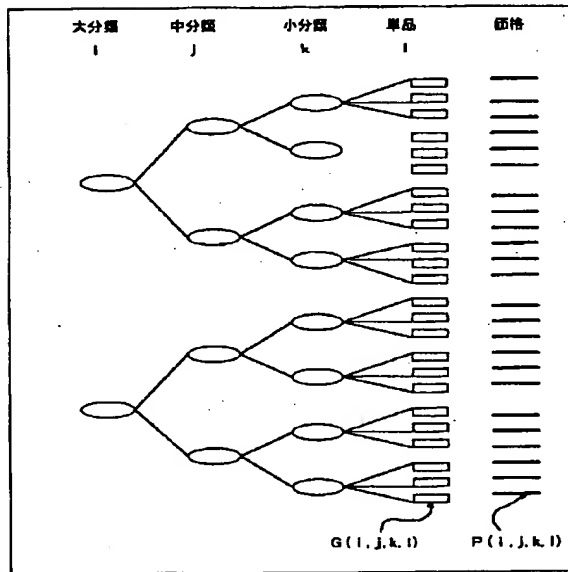 大分類 中分類 小分類 単品 価格
i j k l
G(i,j,k,l) P(i,j,k,l)